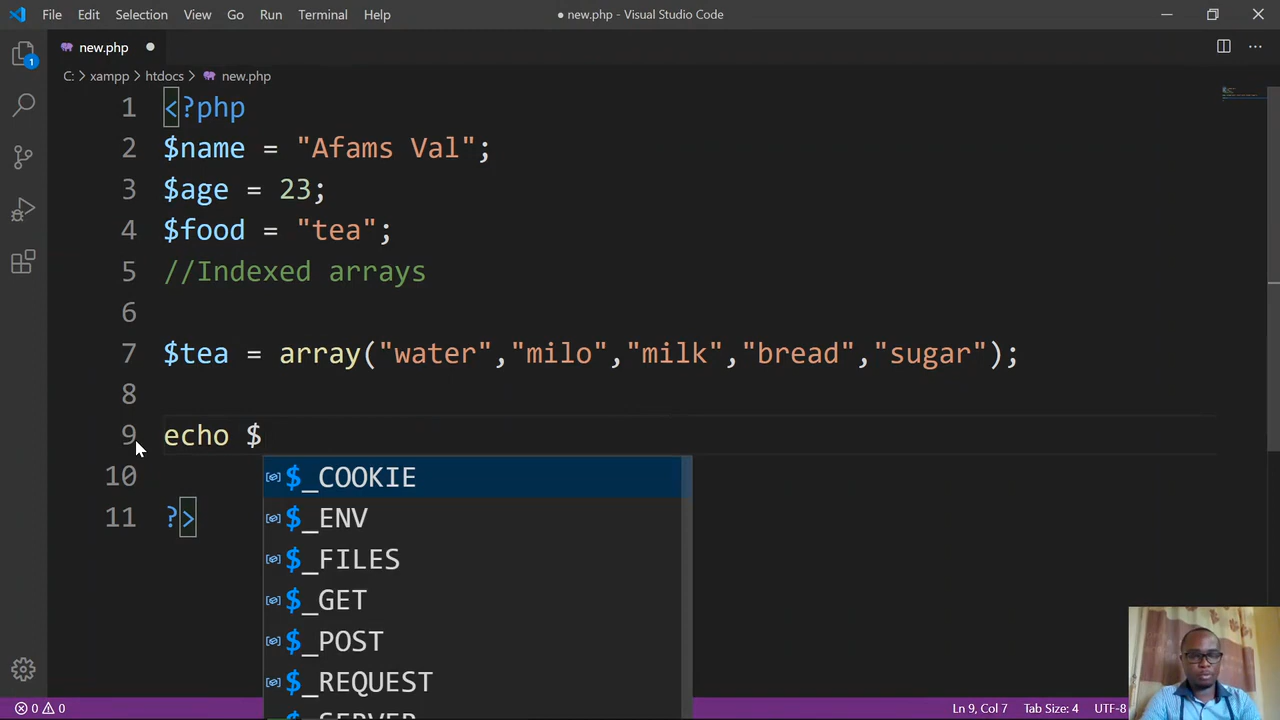 File Edit Selection View Go Run Terminal Help ● new.php - Visual Studio Code
new.php
C: > xampp > htdocs > new.php
1 <?php
2 $name = "Afams Val";
3 $age = 23;
4 $food = "tea";
5 //Indexed arrays
6
7 $tea = array("water","milo","milk","bread","sugar");
8
9 echo $
10
11 ?>
$_COOKIE
$_ENV
$_FILES
$_GET
$_POST
$_REQUEST
$_SERVER
1
0 0 Ln 9, Col 7 Tab Size: 4 UTF-8